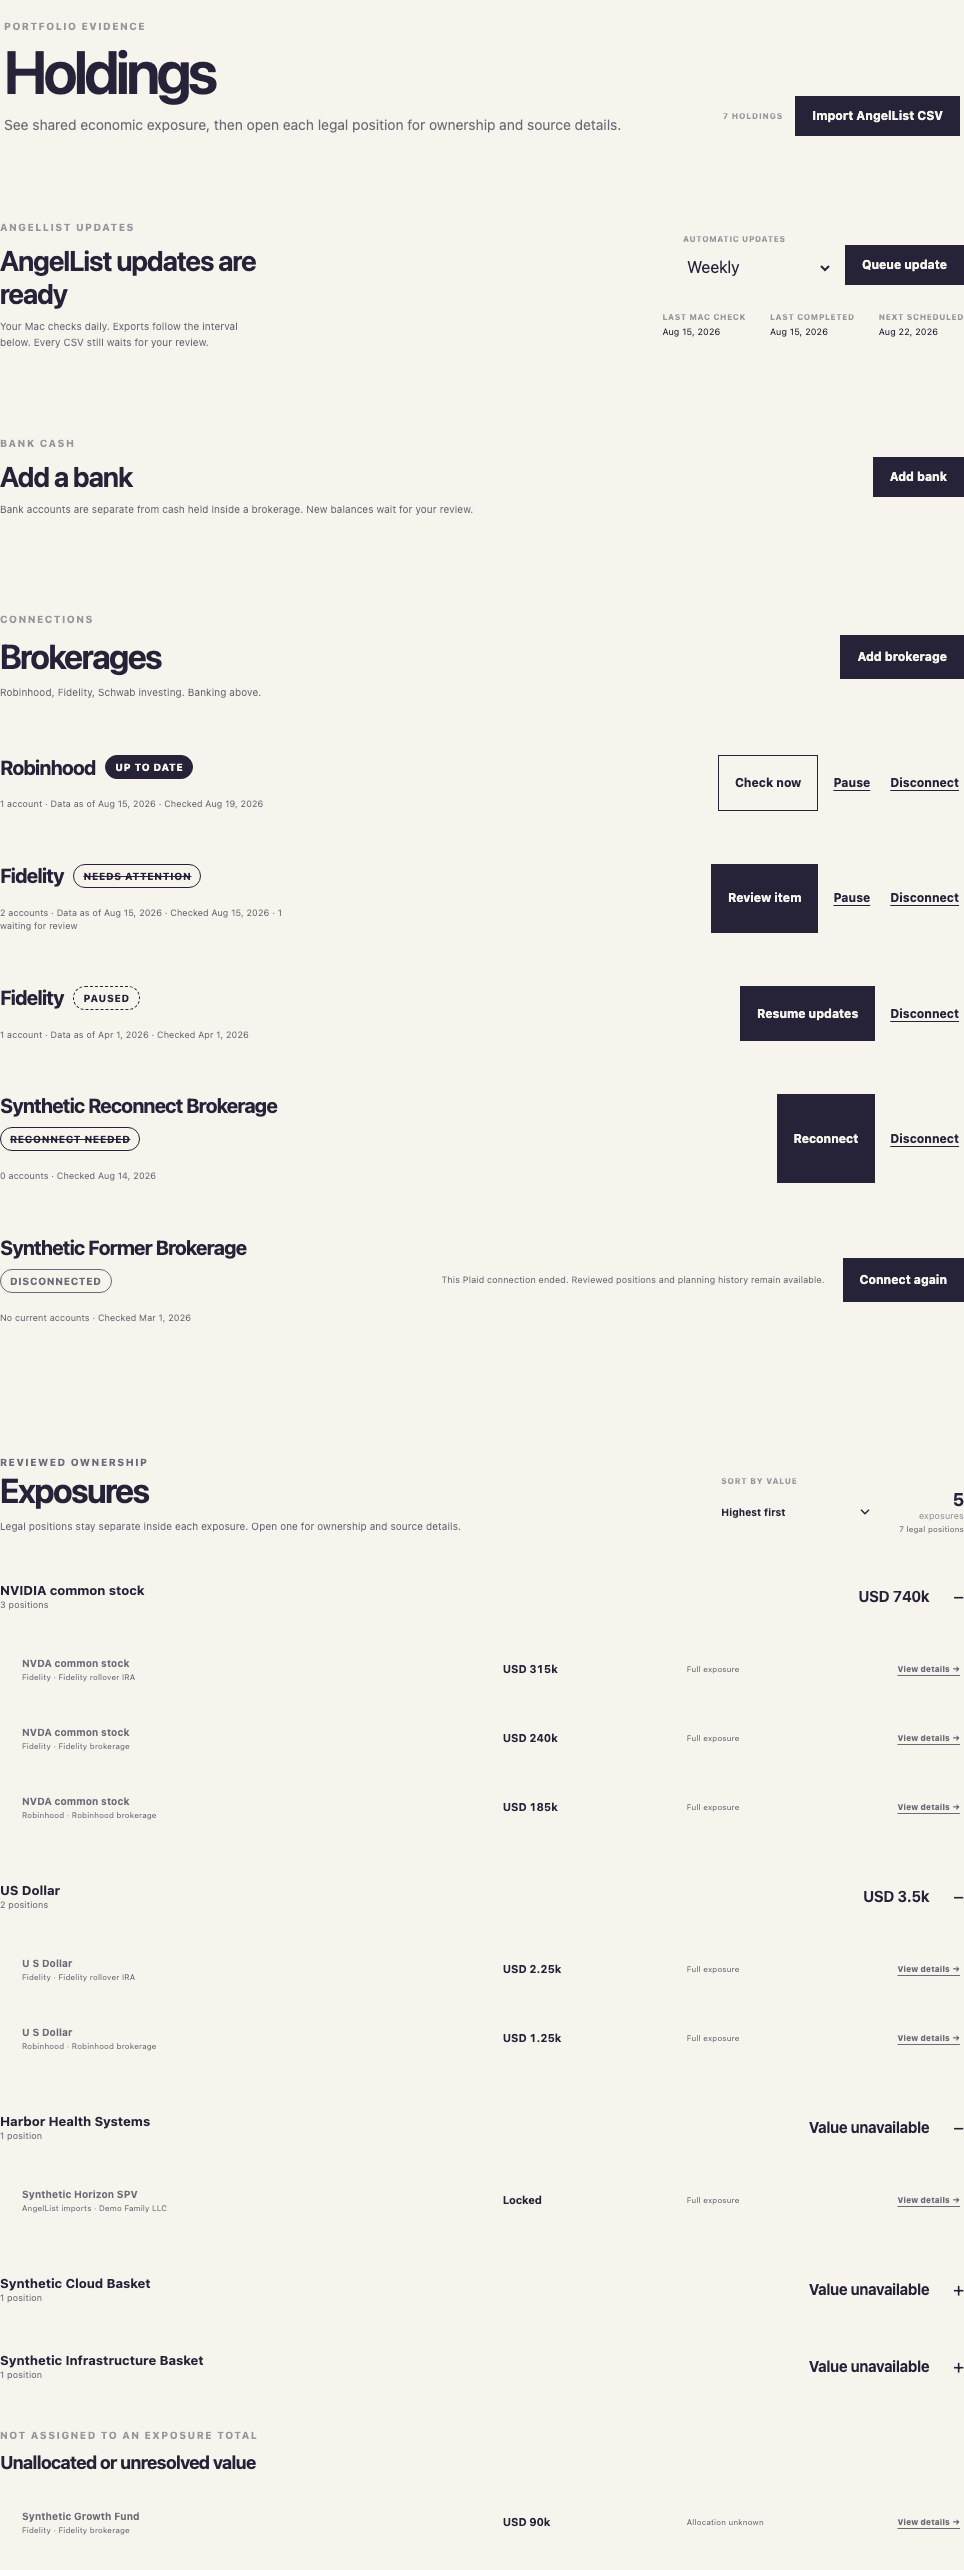 PORTFOLIO EVIDENCE
Holdings
See shared economic exposure, then open each legal position for ownership and source details.
7 HOLDINGS
Import AngelList CSV
ANGELLIST UPDATES
AngelList updates are
ready
Your Mac checks daily. Exports follow the interval
below. Every CSV still waits for your review.
AUTOMATIC UPDATES
Weekly
Queue update
LAST MAC CHECK
Aug 15, 2026
LAST COMPLETED
Aug 15, 2026
NEXT SCHEDULED
Aug 22, 2026
BANK CASH
Add a bank
Bank accounts are separate from cash held inside a brokerage. New balances wait for your review.
Add bank
CONNECTIONS
Brokerages
Robinhood, Fidelity, Schwab investing. Banking above.
Add brokerage
Robinhood UP TO DATE
1 account · Data as of Aug 15, 2026 · Checked Aug 19, 2026
Check now Pause Disconnect
Fidelity NEEDS ATTENTION
2 accounts · Data as of Aug 15, 2026 · Checked Aug 15, 2026 · 1
waiting for review
Review item Pause Disconnect
Fidelity PAUSED
1 account · Data as of Apr 1, 2026 · Checked Apr 1, 2026
Resume updates Disconnect
Synthetic Reconnect Brokerage
RECONNECT NEEDED
0 accounts · Checked Aug 14, 2026
Reconnect Disconnect
Synthetic Former Brokerage
DISCONNECTED
No current accounts · Checked Mar 1, 2026
This Plaid connection ended. Reviewed positions and planning history remain available.
Connect again
REVIEWED OWNERSHIP
Exposures
Legal positions stay separate inside each exposure. Open one for ownership and source details.
SORT BY VALUE
Highest first
5
exposures
7 legal positions
NVIDIA common stock
3 positions
USD 740k −
NVDA common stock
Fidelity · Fidelity rollover IRA
USD 315k Full exposure View details →
NVDA common stock
Fidelity · Fidelity brokerage
USD 240k Full exposure View details →
NVDA common stock
Robinhood · Robinhood brokerage
USD 185k Full exposure View details →
US Dollar
2 positions
USD 3.5k −
U S Dollar
Fidelity · Fidelity rollover IRA
USD 2.25k Full exposure View details →
U S Dollar
Robinhood · Robinhood brokerage
USD 1.25k Full exposure View details →
Harbor Health Systems
1 position
Value unavailable −
Synthetic Horizon SPV
AngelList imports · Demo Family LLC
Locked Full exposure View details →
Synthetic Cloud Basket
1 position
Value unavailable +
Synthetic Infrastructure Basket
1 position
Value unavailable +
NOT ASSIGNED TO AN EXPOSURE TOTAL
Unallocated or unresolved value
Synthetic Growth Fund
Fidelity · Fidelity brokerage
USD 90k Allocation unknown View details →